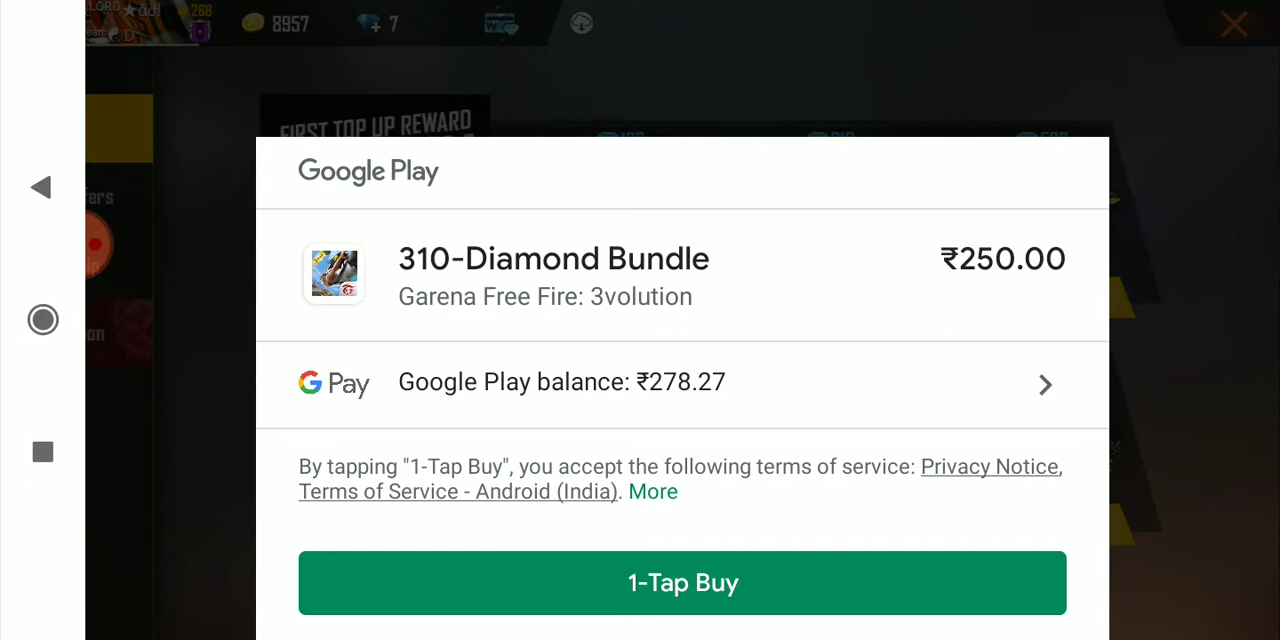 LORD★
268
8957
7
FIRST TOP UP REWARD
Google Play
310-Diamond Bundle
₹250.00
Garena Free Fire: 3volution
G Pay
Google Play balance: ₹278.27
By tapping "1-Tap Buy", you accept the following terms of service: Privacy Notice,
Terms of Service - Android (India). More
1-Tap Buy